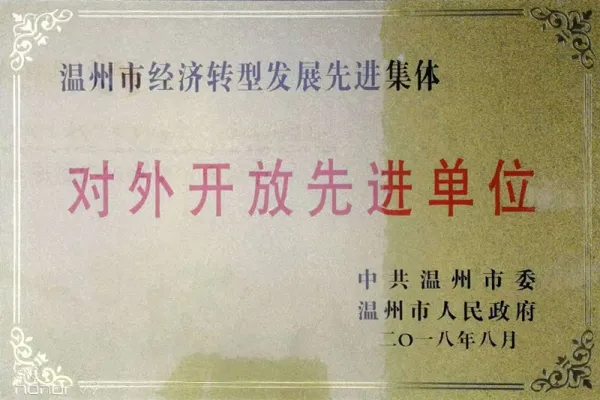 温州市经济转型发展先进集体
对外开放先进单位
中共温州市委
温州市人民政府
二〇一八年八月
honor V9